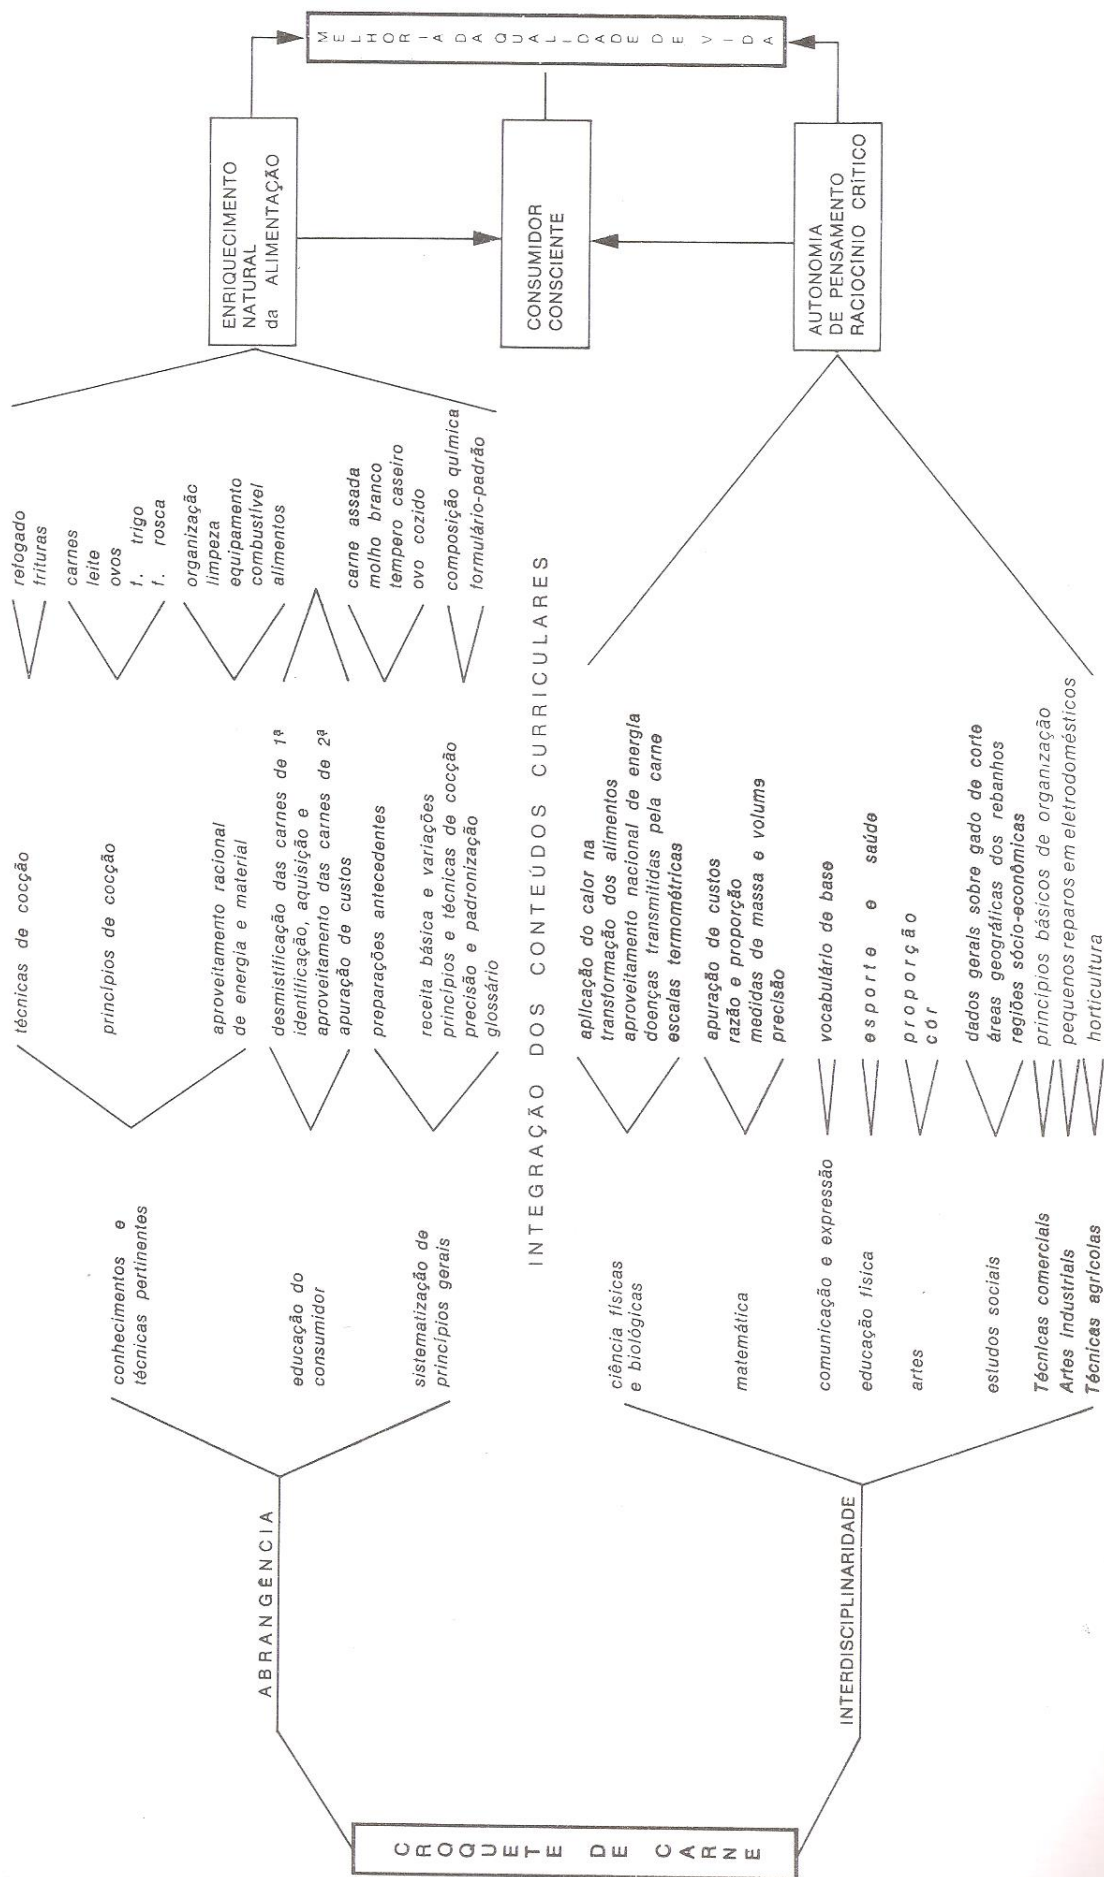 CROQUETE DE CARNE
ABRANGÊNCIA
conhecimentos e
técnicas pertinentes
educação do
consumidor
sistematização de
princípios gerais
técnicas de cocção
princípios de cocção
aproveitamento racional
de energia e material
desmistificação das carnes de 1ª
identificação, aquisição e
aproveitamento das carnes de 2ª
apuração de custos
preparações antecedentes
receita básica e variações
princípios e técnicas de cocção
precisão e padronização
glossário
refogado
frituras
carnes
leite
ovos
f. trigo
f. rosca
organização
limpeza
equipamento
combustível
alimentos
carne assada
molho branco
tempero caseiro
ovo cozido
composição química
formulário-padrão
ENRIQUECIMENTO
NATURAL
da ALIMENTAÇÃO
INTEGRAÇÃO DOS CONTEÚDOS CURRICULARES
CONSUMIDOR
CONSCIENTE
MELHORIA DA QUALIDADE DE VIDA
INTERDISCIPLINARIDADE
ciência físicas
e biológicas
matemática
comunicação e expressão
educação física
artes
estudos sociais
Técnicas comerciais
Artes Industriais
Técnicas agrícolas
aplicação do calor na
transformação dos alimentos
aproveitamento nacional de energia
doenças transmitidas pela carne
escalas termométricas
apuração de custos
razão e proporção
medidas de massa e volume
precisão
vocabulário de base
esporte e saúde
proporção
côr
dados gerais sobre gado de corte
áreas geográficas dos rebanhos
regiões sócio-econômicas
princípios básicos de organização
pequenos reparos em eletrodomésticos
horticultura
AUTONOMIA
DE PENSAMENTO
RACIOCÍNIO CRÍTICO